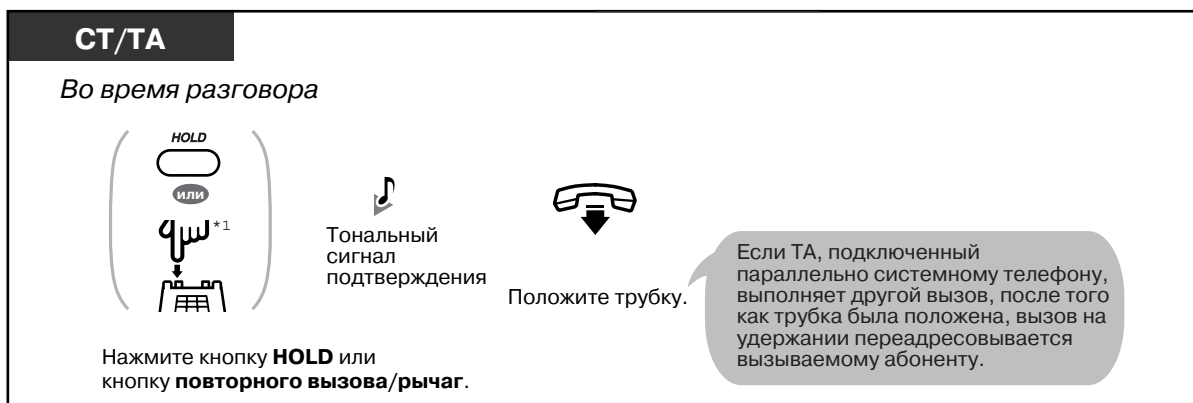 СТ/ТА
Во время разговора
HOLD
или
*1
Тональный
сигнал
подтверждения
Положите трубку.
Если ТА, подключенный
параллельно системному телефону,
выполняет другой вызов, после того
как трубка была положена, вызов на
удержании переадресовывается
вызываемому абоненту.
Нажмите кнопку HOLD или
кнопку повторного вызова/рычаг.